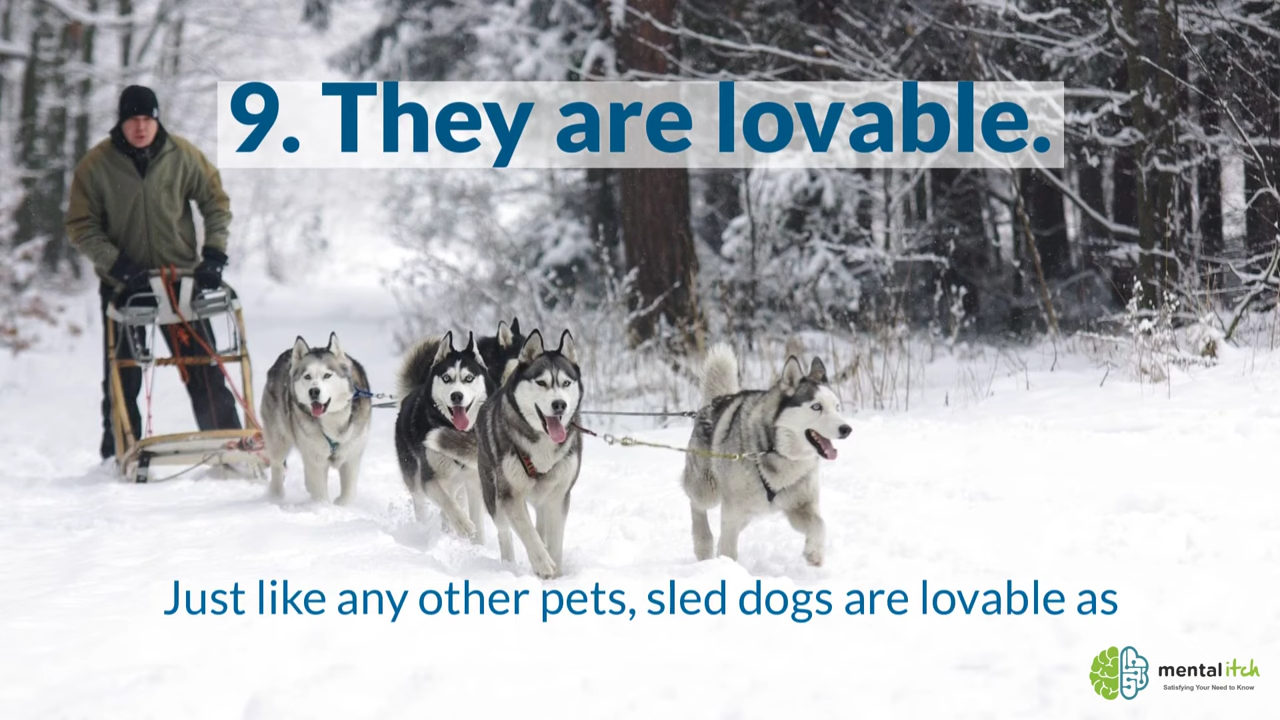 9. They are lovable.
Just like any other pets, sled dogs are lovable as
mental itch
Satisfying Your Need to Know